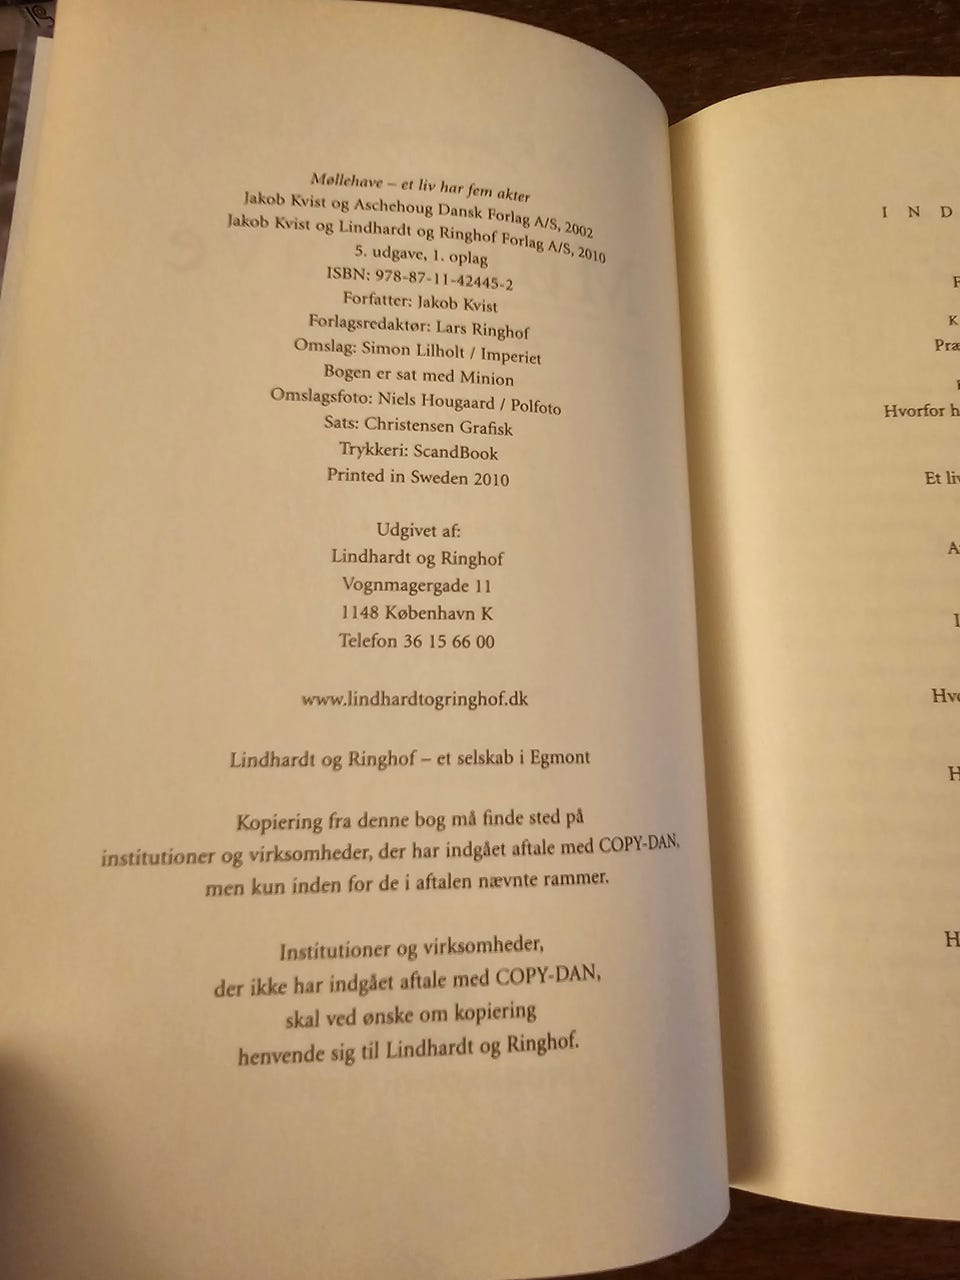 Møllehave – et liv har fem akter
Jakob Kvist og Aschehoug Dansk Forlag A/S, 2002
Jakob Kvist og Lindhardt og Ringhof Forlag A/S, 2010
5. udgave, 1. oplag
ISBN: 978-87-11-42445-2
Forfatter: Jakob Kvist
Forlagsredaktør: Lars Ringhof
Omslag: Simon Lilholt / Imperiet
Bogen er sat med Minion
Omslagsfoto: Niels Hougaard / Polfoto
Sats: Christensen Grafisk
Trykkeri: ScandBook
Printed in Sweden 2010
Udgivet af:
Lindhardt og Ringhof
Vognmagergade 11
1148 København K
Telefon 36 15 66 00
www.lindhardtogringhof.dk
Lindhardt og Ringhof – et selskab i Egmont
Kopiering fra denne bog må finde sted på
institutioner og virksomheder, der har indgået aftale med COPY-DAN,
men kun inden for de i aftalen nævnte rammer.
Institutioner og virksomheder,
der ikke har indgået aftale med COPY-DAN,
skal ved ønske om kopiering
henvende sig til Lindhardt og Ringhof.
I N D
K
Præ
Hvorfor h
Et liv
Hvo
H
H